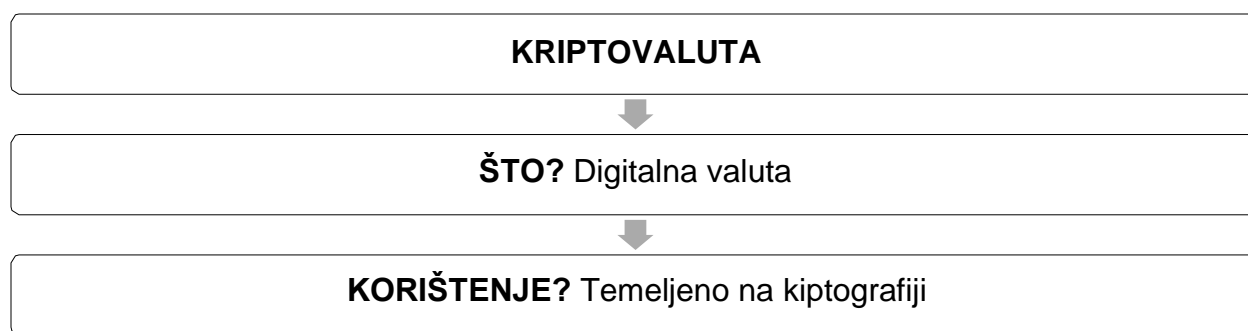 KRIPTOVALUTA
ŠTO? Digitalna valuta
KORIŠTENJE? Temeljeno na kiptografiji